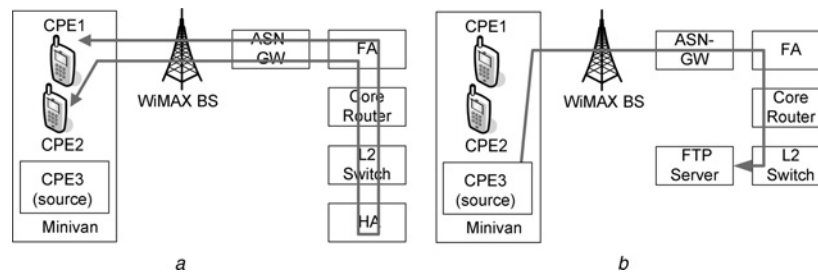 CPE1
CPE2
CPE3
(source)
Minivan
WiMAX BS
ASN
GW
FA
Core
Router
L2
Switch
HA
a
CPE1
CPE2
CPE3
(source)
Minivan
WiMAX BS
ASN-
GW
FA
Core
Router
FTP
Server
L2
Switch
b